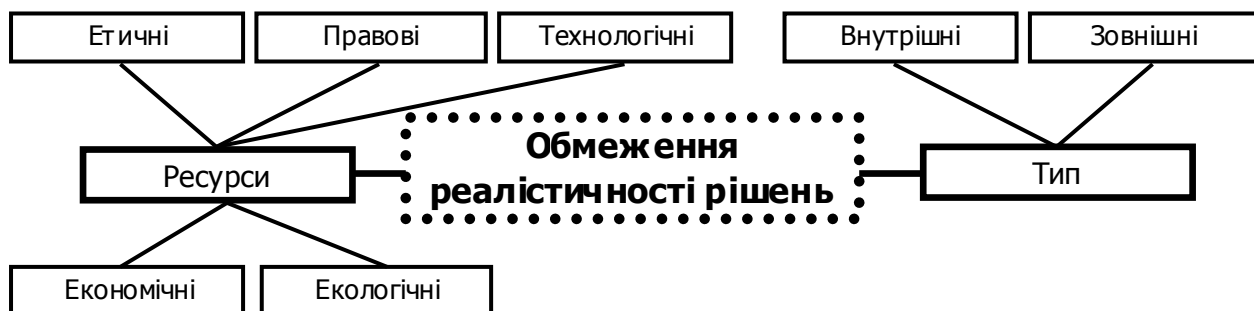 Етичні
Правові
Технологічні
Внутрішні
Зовнішні
Обмеження
реалістичності рішень
Ресурси
Тип
Економічні
Екологічні